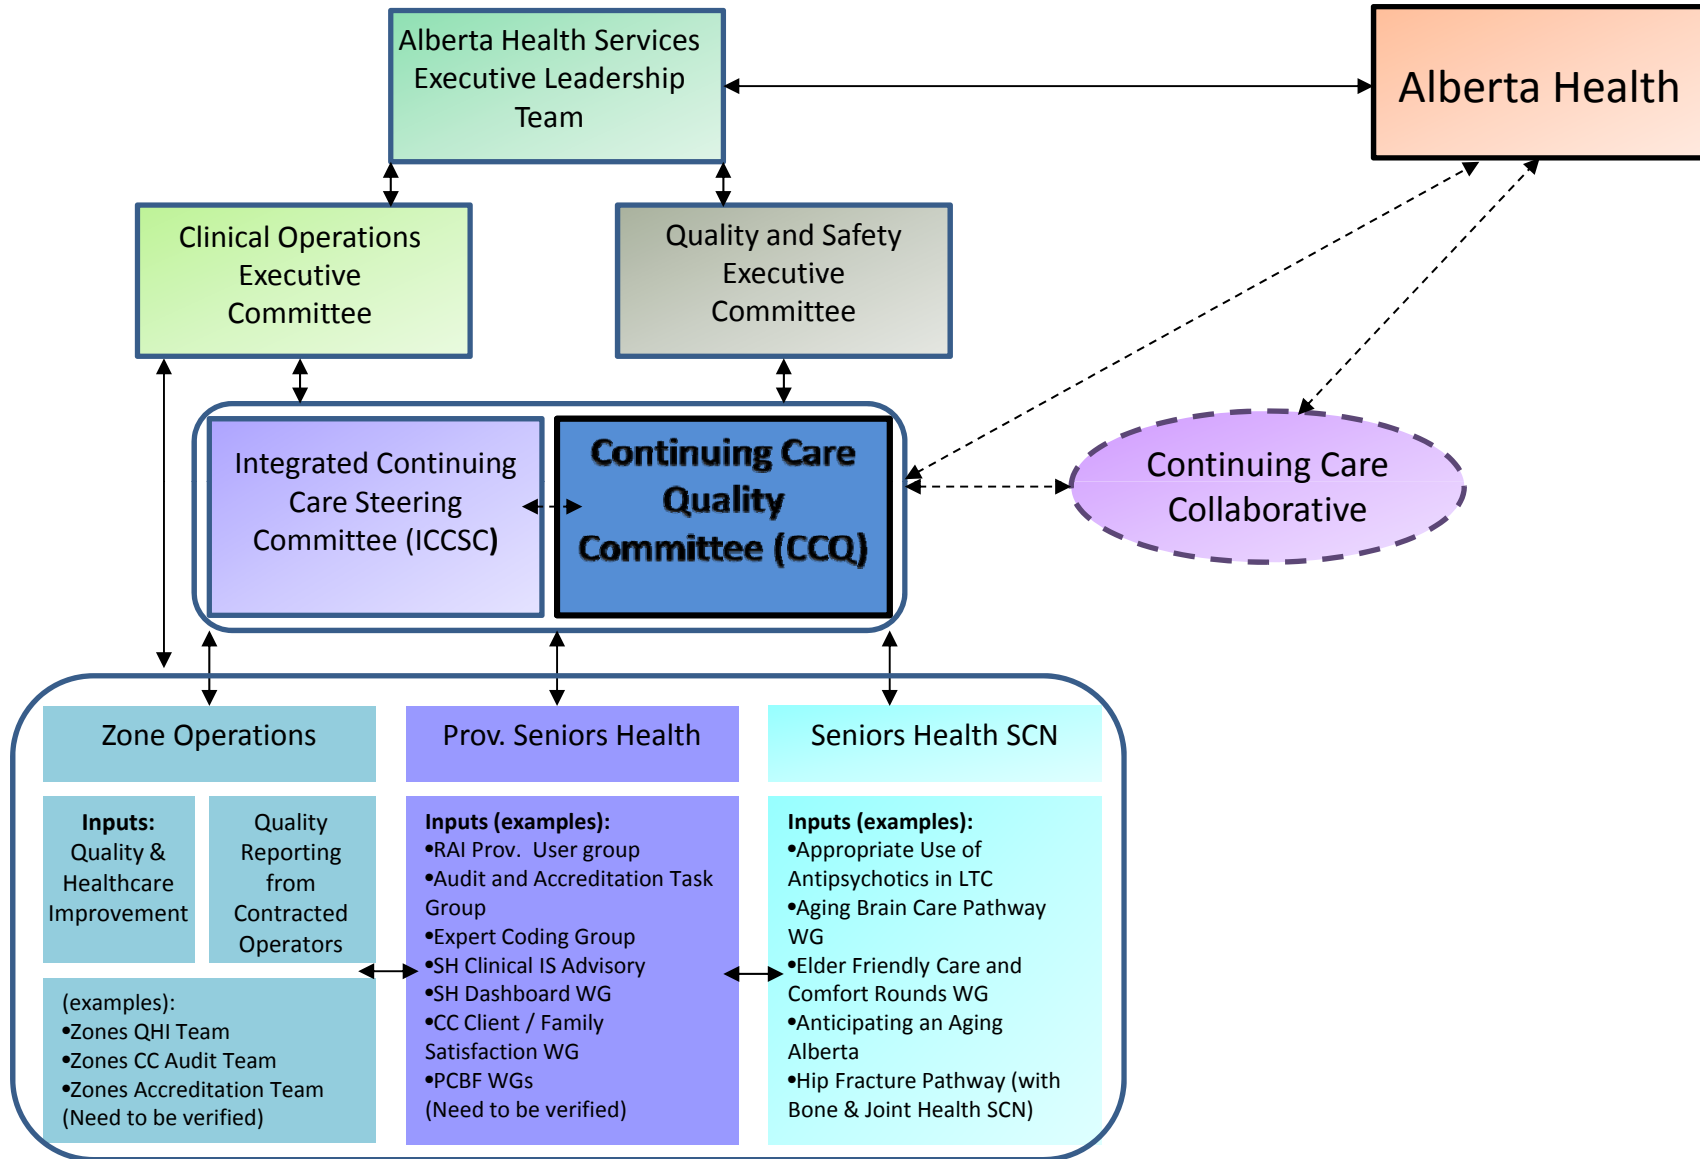 Alberta Health Services
Executive Leadership
Team
Alberta Health
Clinical Operations
Executive
Committee
Quality and Safety
Executive
Committee
Integrated Continuing
Care Steering
Committee (ICCSC)
Continuing Care
Quality
Committee (CCQ)
Continuing Care
Collaborative
Zone Operations
Inputs:
Quality &
Healthcare
Improvement
Quality
Reporting
from
Contracted
Operators
(examples):
•Zones QHI Team
•Zones CC Audit Team
•Zones Accreditation Team
(Need to be verified)
Prov. Seniors Health
Inputs (examples):
•RAI Prov.  User group
•Audit and Accreditation Task
Group
•Expert Coding Group
•SH Clinical IS Advisory
•SH Dashboard WG
•CC Client / Family
Satisfaction WG
•PCBF WGs
(Need to be verified)
Seniors Health SCN
Inputs (examples):
•Appropriate Use of
Antipsychotics in LTC
•Aging Brain Care Pathway
WG
•Elder Friendly Care and
Comfort Rounds WG
•Anticipating an Aging
Alberta
•Hip Fracture Pathway (with
Bone & Joint Health SCN)